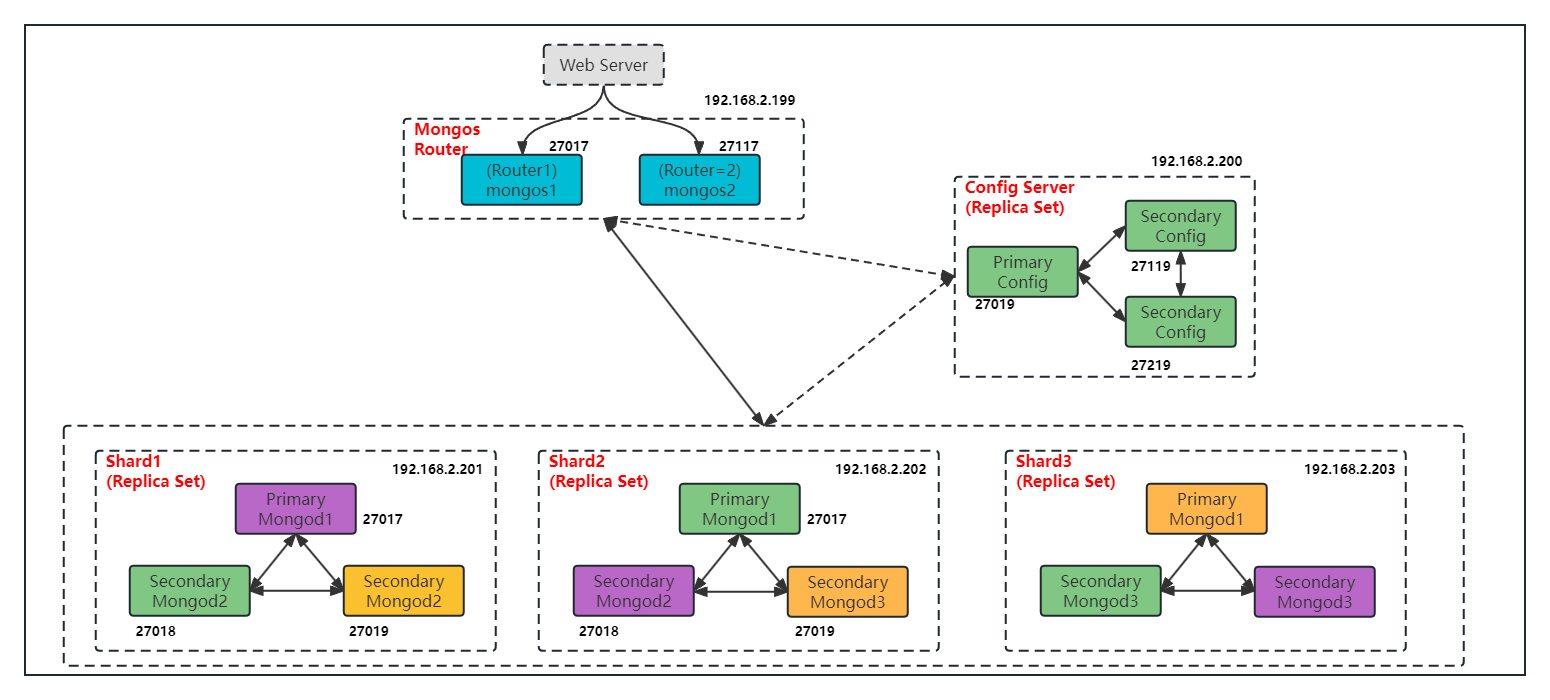 Web Server
192.168.2.199
Mongos
Router
27017
27117
(Router1)
mongos1
(Router=2)
mongos2
192.168.2.200
Config Server
(Replica Set)
Secondary
Config
Primary
Config
27119
27019
Secondary
Config
27219
Shard1
(Replica Set)
192.168.2.201
Primary
Mongod1
27017
Secondary
Mongod2
Secondary
Mongod2
27018
27019
Shard2
(Replica Set)
192.168.2.202
Primary
Mongod1
27017
Secondary
Mongod2
Secondary
Mongod3
27018
27019
Shard3
(Replica Set)
192.168.2.203
Primary
Mongod1
Secondary
Mongod3
Secondary
Mongod3